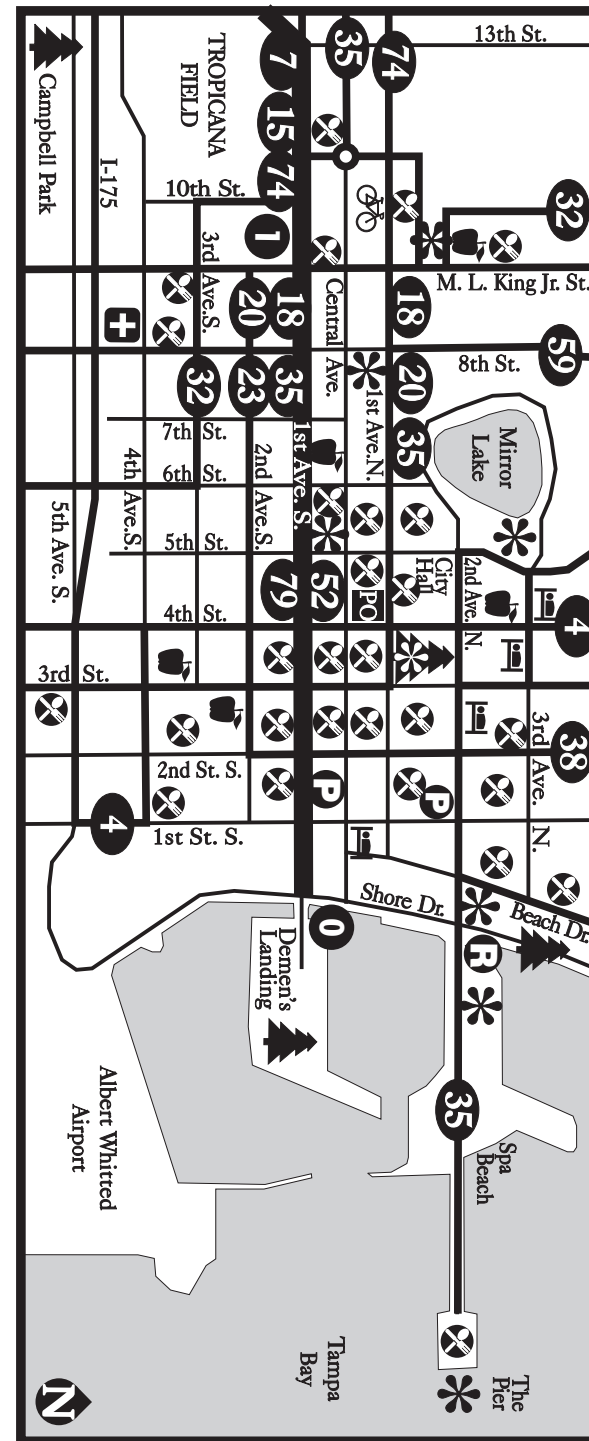 13th St.
35
74
7
TROPICANA
FIELD
Campbell Park
15
I-175
74
10th St.
32
1
3rd Ave.S.
M. L. King Jr. St.
20
18
Central Ave.
18
59
8th St.
32
23
35
20
1st Ave.N.
35
7th St.
1st Ave. S.
Mirror
Lake
4th Ave.S.
6th St.
2nd Ave.S.
5th Ave. S.
5th St.
City
Hall
2nd Ave. N.
79
52
PO
4th St.
4
3rd St.
3rd Ave. N.
38
2nd St. S.
P
P
4
1st St. S.
Shore Dr.
Beach Dr.
0
Demen's
Landing
R
35
Albert Whitted
Airport
Spa
Beach
Tampa
Bay
The
Pier
N